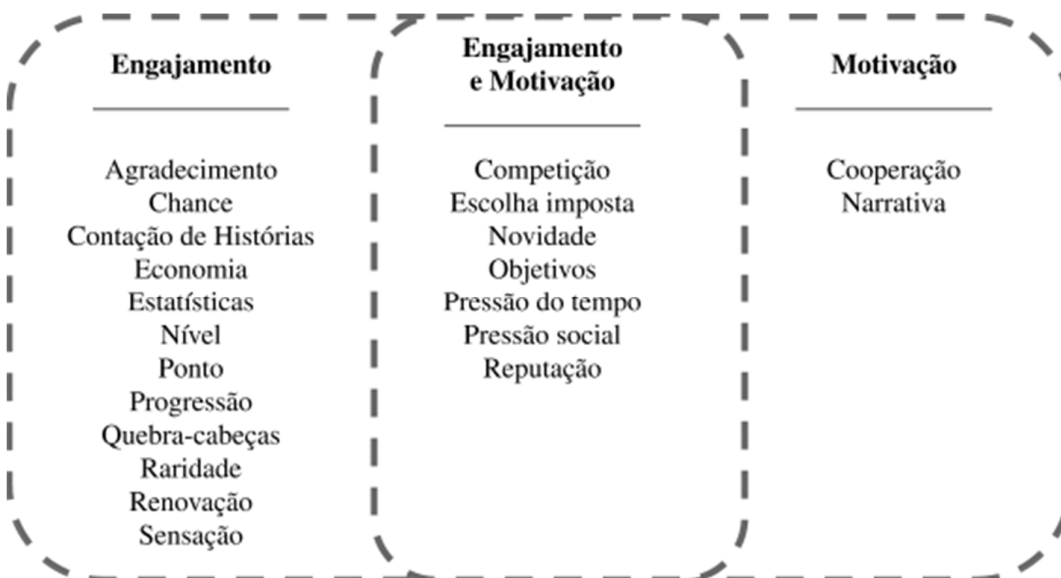 Engajamento
Agradecimento
Chance
Contação de Histórias
Economia
Estatísticas
Nível
Ponto
Progressão
Quebra-cabeças
Raridade
Renovação
Sensação
Engajamento
e Motivação
Competição
Escolha imposta
Novidade
Objetivos
Pressão do tempo
Pressão social
Reputação
Motivação
Cooperação
Narrativa